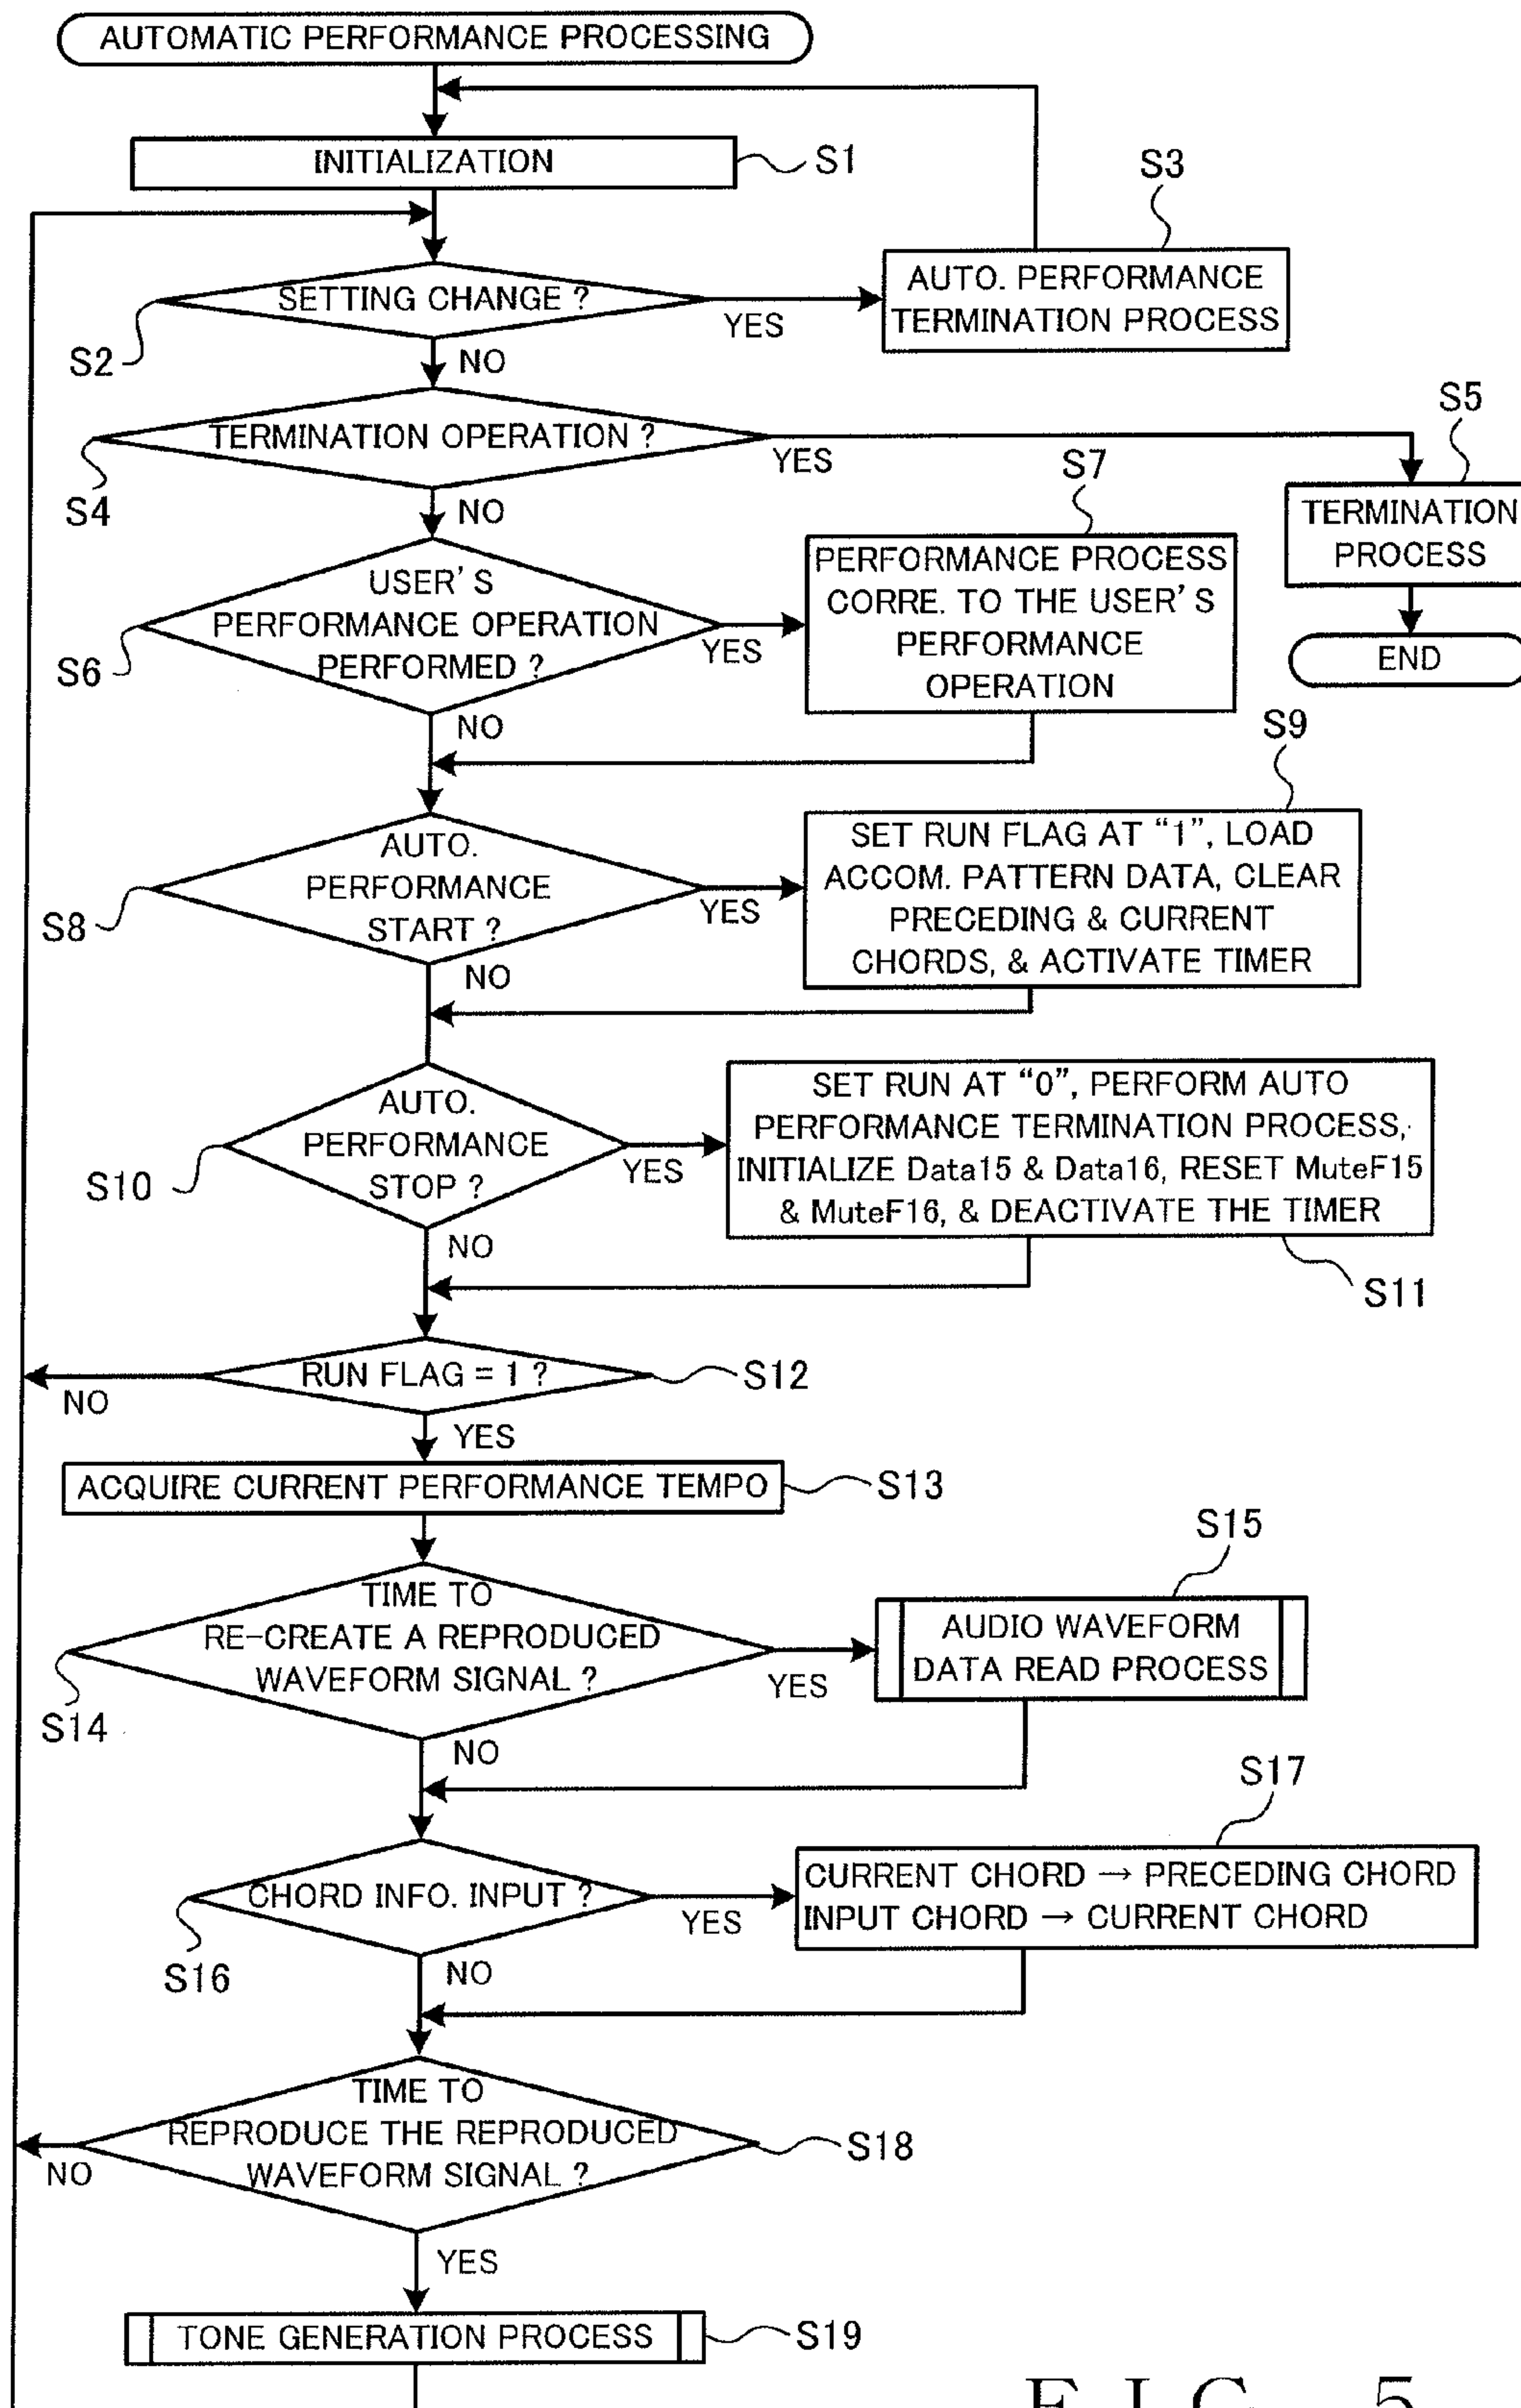 AUTOMATIC PERFORMANCE PROCESSING
INITIALIZATION
S1
S3
SETTING CHANGE ?
YES
AUTO. PERFORMANCE
TERMINATION PROCESS
S2
NO
TERMINATION OPERATION ?
YES
S5
S4
NO
TERMINATION
PROCESS
END
S7
USER'S
PERFORMANCE OPERATION
PERFORMED ?
YES
PERFORMANCE PROCESS
CORRE. TO THE USER'S
PERFORMANCE
OPERATION
S6
NO
S9
AUTO.
PERFORMANCE
START ?
YES
SET RUN FLAG AT “1”, LOAD
ACCOM. PATTERN DATA, CLEAR
PRECEDING & CURRENT
CHORDS, & ACTIVATE TIMER
S8
NO
AUTO.
PERFORMANCE
STOP ?
YES
SET RUN AT “0”, PERFORM AUTO
PERFORMANCE TERMINATION PROCESS,
INITIALIZE Data15 & Data16, RESET MuteF15
& MuteF16, & DEACTIVATE THE TIMER
S10
NO
S11
RUN FLAG = 1 ?
S12
NO
YES
ACQUIRE CURRENT PERFORMANCE TEMPO
S13
S15
TIME TO
RE-CREATE A REPRODUCED
WAVEFORM SIGNAL ?
YES
AUDIO WAVEFORM
DATA READ PROCESS
S14
NO
S17
CHORD INFO. INPUT ?
YES
CURRENT CHORD → PRECEDING CHORD
INPUT CHORD → CURRENT CHORD
S16
NO
TIME TO
REPRODUCE THE REPRODUCED
WAVEFORM SIGNAL ?
S18
NO
YES
TONE GENERATION PROCESS
S19
FIG. 5